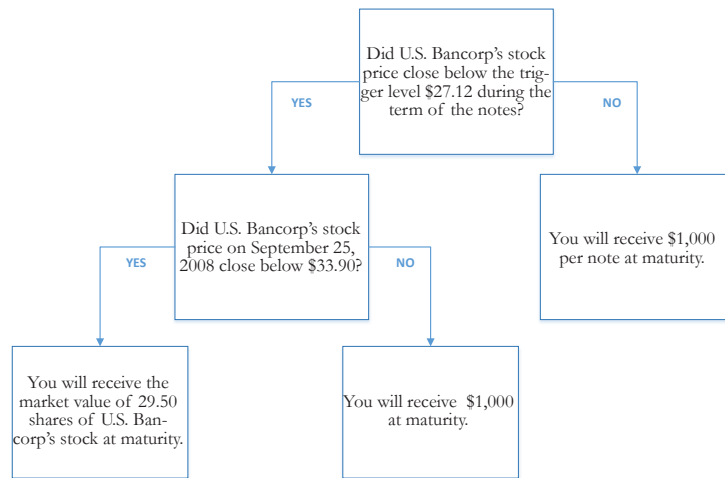 Did U.S. Bancorp's stock
price close below the trig-
ger level $27.12 during the
term of the notes?
YES
NO
Did U.S. Bancorp's stock
price on September 25,
2008 close below $33.90?
You will receive $1,000
per note at maturity.
YES
NO
You will receive the
market value of 29.50
shares of U.S. Ban-
corp's stock at maturity.
You will receive $1,000
at maturity.